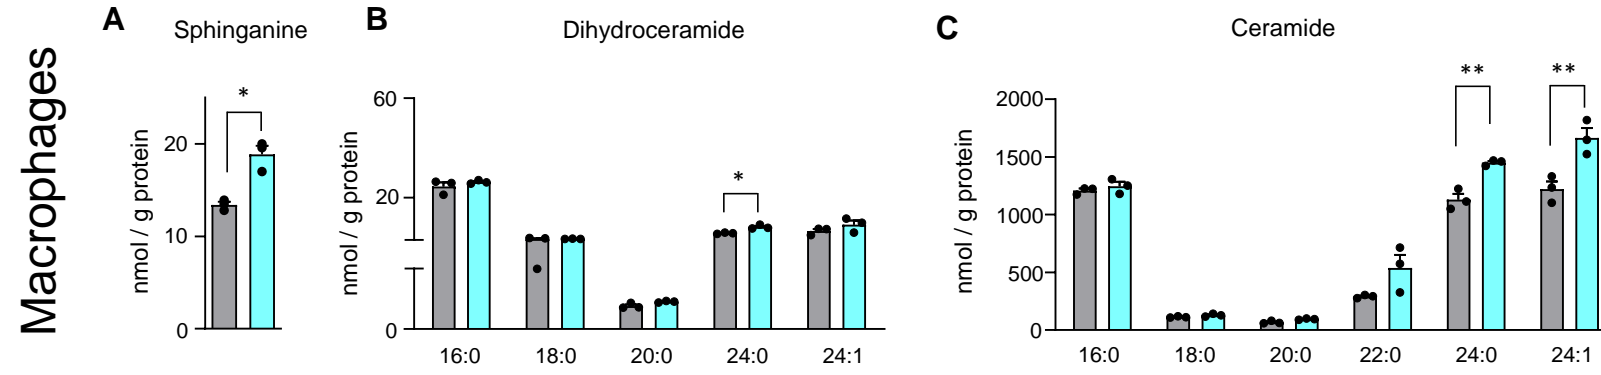 Macrophages
A
Sphinganine
nmol / g protein
20
10
0
*
B
Dihydroceramide
nmol / g protein
60
20
0
*
16:0 18:0 20:0 24:0 24:1
C
Ceramide
nmol / g protein
2000
1500
1000
500
0
** **
16:0 18:0 20:0 22:0 24:0 24:1